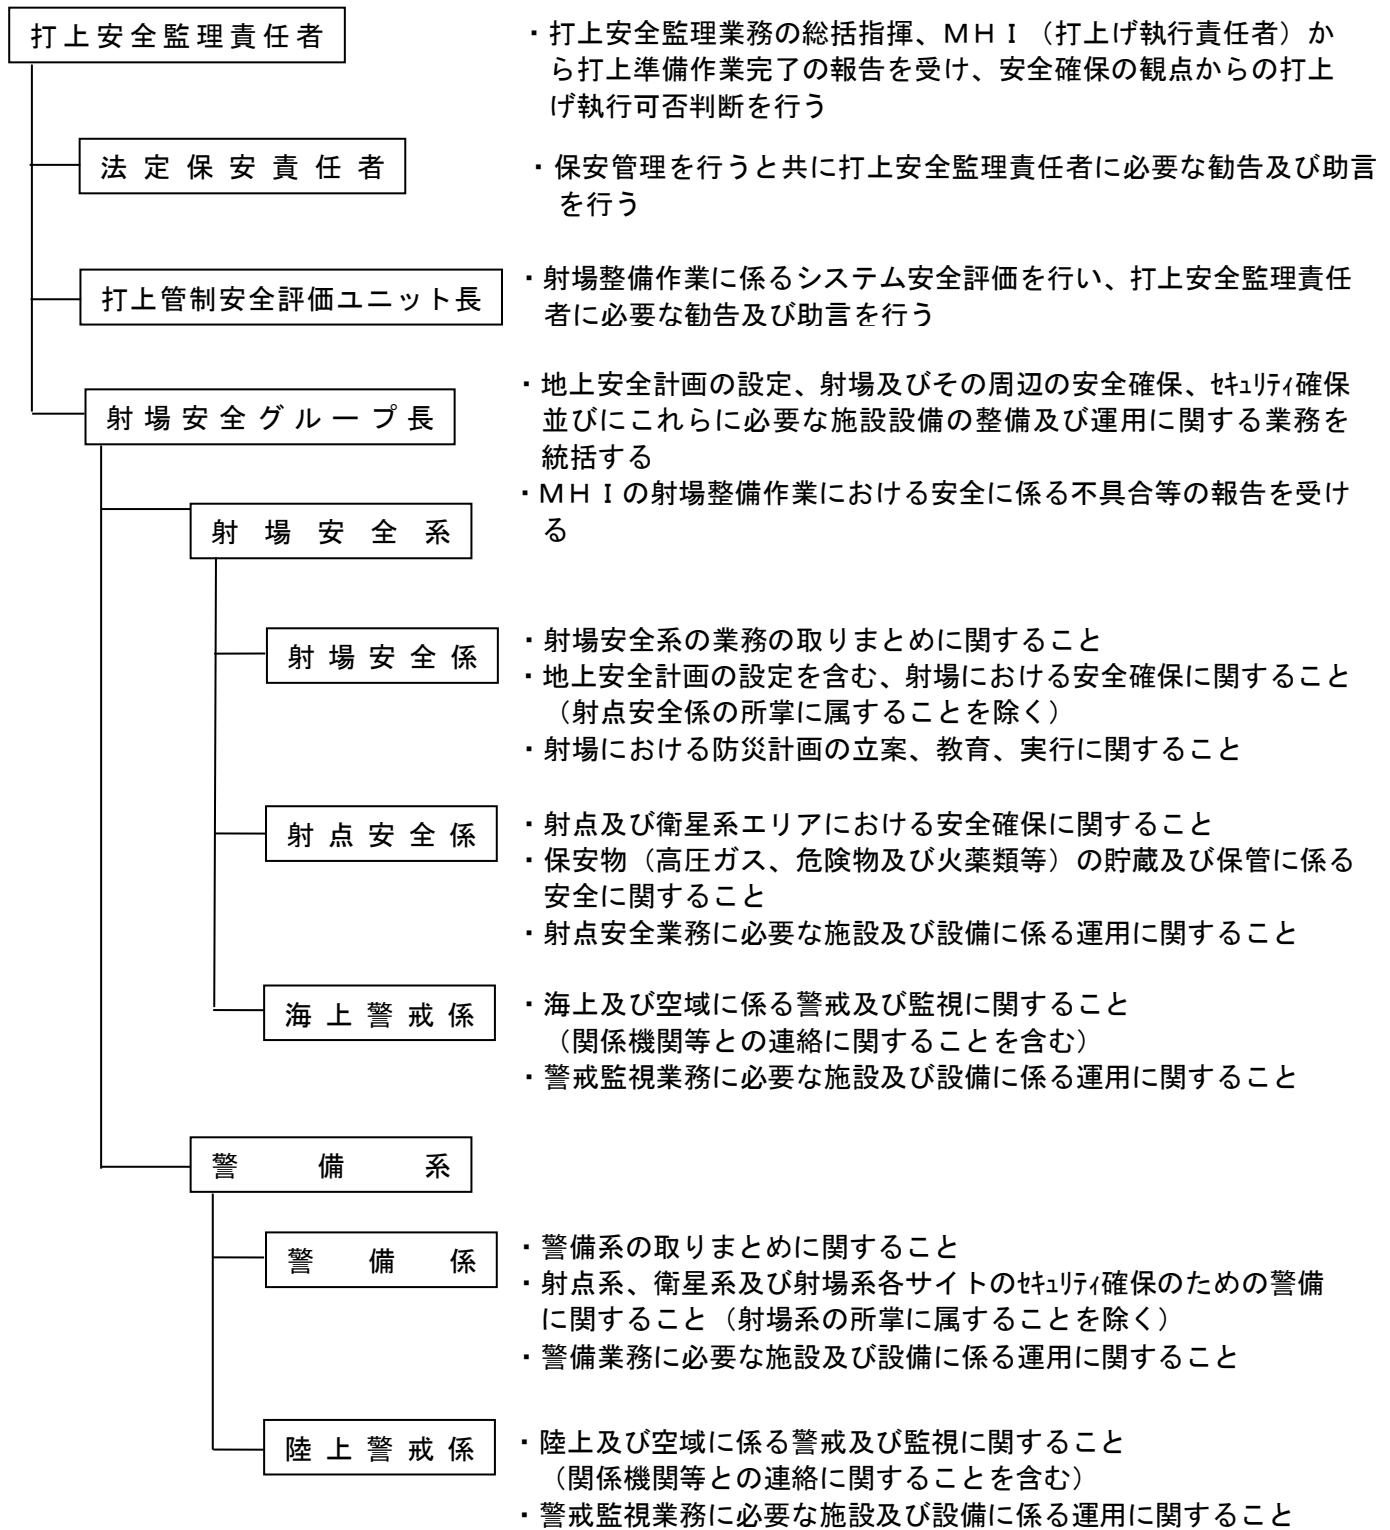 打上安全監理責任者
・打上安全監理業務の総括指揮、ＭＨＩ（打上げ執行責任者）か
ら打上準備作業完了の報告を受け、安全確保の観点からの打上
げ執行可否判断を行う
法定保安責任者
・保安管理を行うと共に打上安全監理責任者に必要な勧告及び助言
を行う
打上管制安全評価ユニット長
・射場整備作業に係るシステム安全評価を行い、打上安全監理責任
者に必要な勧告及び助言を行う
射場安全グループ長
・地上安全計画の設定、射場及びその周辺の安全確保、ｾｷｭﾘﾃｨ確保
並びにこれらに必要な施設設備の整備及び運用に関する業務を
統括する
・ＭＨＩの射場整備作業における安全に係る不具合等の報告を受け
る
射場安全系
射場安全係
・射場安全系の業務の取りまとめに関すること
・地上安全計画の設定を含む、射場における安全確保に関すること
（射点安全係の所掌に属することを除く）
・射場における防災計画の立案、教育、実行に関すること
射点安全係
・射点及び衛星系エリアにおける安全確保に関すること
・保安物（高圧ガス、危険物及び火薬類等）の貯蔵及び保管に係る
安全に関すること
・射点安全業務に必要な施設及び設備に係る運用に関すること
海上警戒係
・海上及び空域に係る警戒及び監視に関すること
（関係機関等との連絡に関することを含む）
・警戒監視業務に必要な施設及び設備に係る運用に関すること
警備系
警備係
・警備系の取りまとめに関すること
・射点系、衛星系及び射場系各サイトのｾｷｭﾘﾃｨ確保のための警備
に関すること（射場系の所掌に属することを除く）
・警備業務に必要な施設及び設備に係る運用に関すること
陸上警戒係
・陸上及び空域に係る警戒及び監視に関すること
（関係機関等との連絡に関することを含む）
・警戒監視業務に必要な施設及び設備に係る運用に関すること